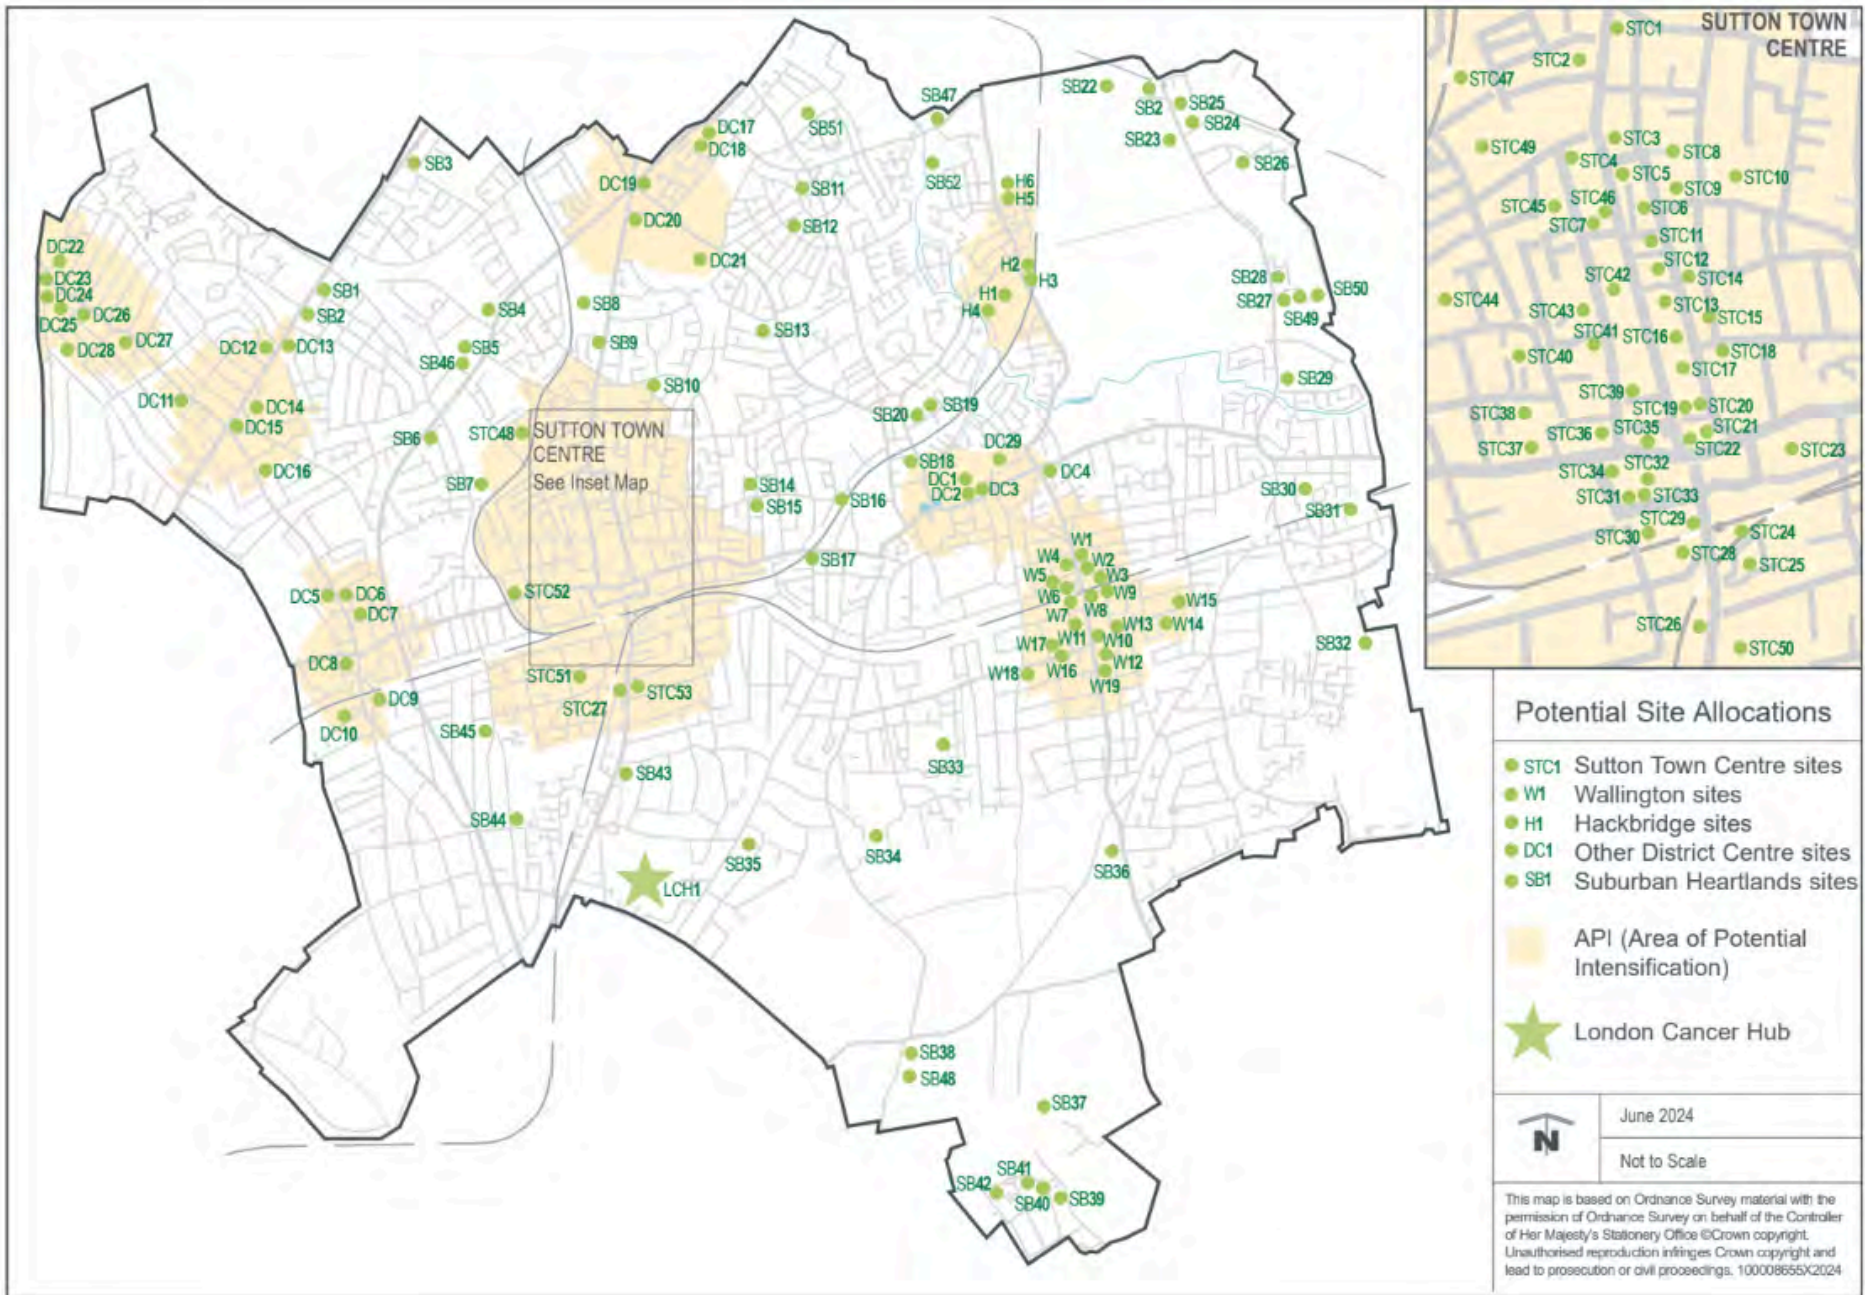 SB47
SB22
SB2
SB25
SB24
SB23
SB26
SB51
DC17
DC18
SB3
DC19
SB11
SB52
H6
H5
DC20
SB12
DC22
DC21
H2
H3
DC23
DC24
DC25
DC26
SB1
SB2
SB4
SB8
H1
H4
SB28
SB27
SB50
SB49
DC27
DC28
DC12
DC13
SB5
SB46
SB9
SB13
SB10
SB29
DC11
DC14
DC15
SB20
SB19
SB6
STC48
SUTTON TOWN
CENTRE
See Inset Map
DC29
DC16
SB7
SB18
DC1
DC2
DC3
DC4
SB14
SB15
SB16
SB30
SB31
SB17
W1
W4
W2
W5
W3
W6
W9
W8
W7
W15
W13
W14
W11
W10
W17
W16
W12
W18
W19
SB32
DC5
DC6
DC7
STC52
DC8
DC9
DC10
STC51
STC27
STC53
SB45
SB43
SB33
SB44
SB35
SB34
SB36
LCH1
SB38
SB48
SB37
SB41
SB42
SB40
SB39
SUTTON TOWN
CENTRE
STC1
STC2
STC47
STC3
STC49
STC4
STC8
STC5
STC10
STC9
STC46
STC45
STC6
STC7
STC11
STC12
STC42
STC14
STC44
STC43
STC13
STC15
STC41
STC16
STC40
STC18
STC17
STC39
STC38
STC19
STC20
STC36
STC35
STC21
STC37
STC22
STC23
STC34
STC32
STC31
STC33
STC29
STC30
STC24
STC28
STC25
STC26
STC50
Potential Site Allocations
STC1 Sutton Town Centre sites
W1 Wallington sites
H1 Hackbridge sites
DC1 Other District Centre sites
SB1 Suburban Heartlands sites
API (Area of Potential
Intensification)
London Cancer Hub
N
June 2024
Not to Scale
This map is based on Ordnance Survey material with the
permission of Ordnance Survey on behalf of the Controller
of Her Majesty's Stationery Office ©Crown copyright.
Unauthorised reproduction infringes Crown copyright and
lead to prosecution or civil proceedings. 100008655X2024